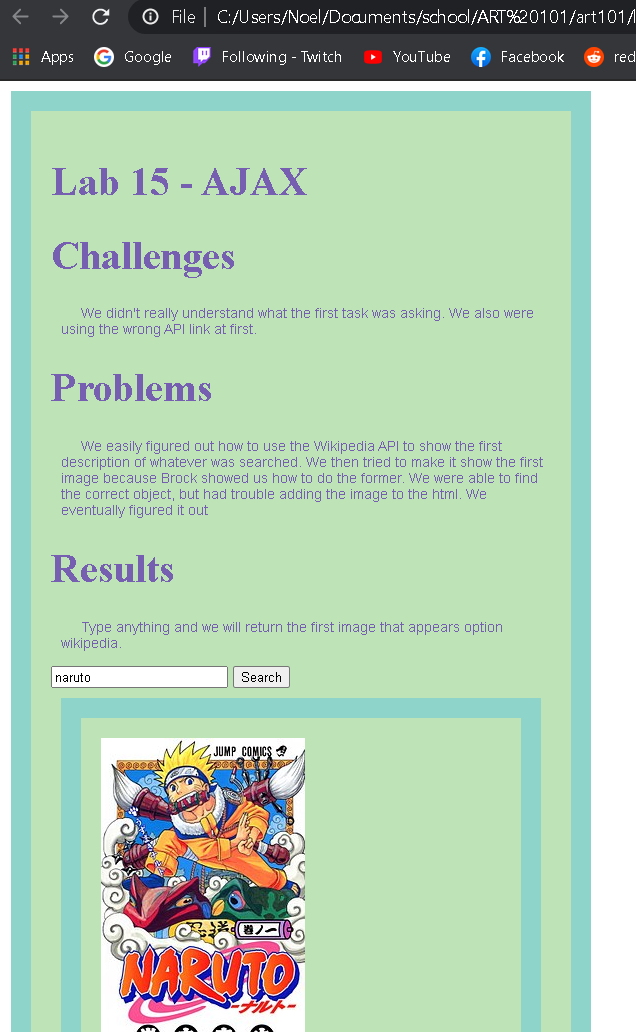 File | C:/Users/Noel/Documents/school/ART%20101/art101/
Apps Google Following - Twitch YouTube Facebook red
Lab 15 - AJAX
Challenges
We didn't really understand what the first task was asking. We also were
using the wrong API link at first.
Problems
We easily figured out how to use the Wikipedia API to show the first
description of whatever was searched. We then tried to make it show the first
image because Brock showed us how to do the former. We were able to find
the correct object, but had trouble adding the image to the html. We
eventually figured it out
Results
Type anything and we will return the first image that appears option
wikipedia.
naruto Search
JUMP COMICS
巻ノ一
NARUTO
-ナルト-